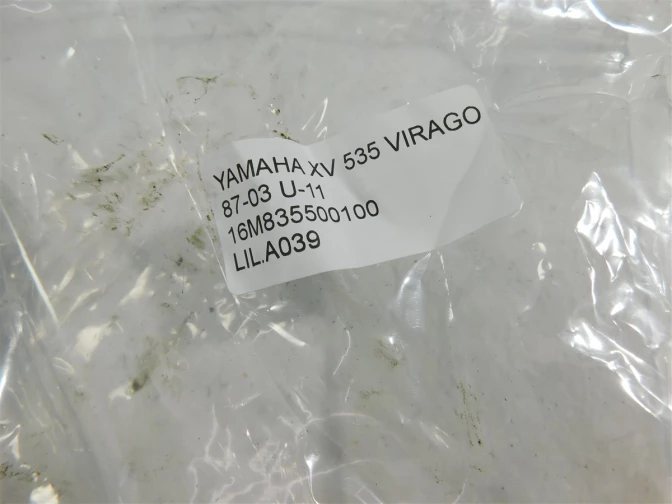 YAMAHA XV 535 VIRAGO
87-03 U-11
16M835500100
LIL.A039